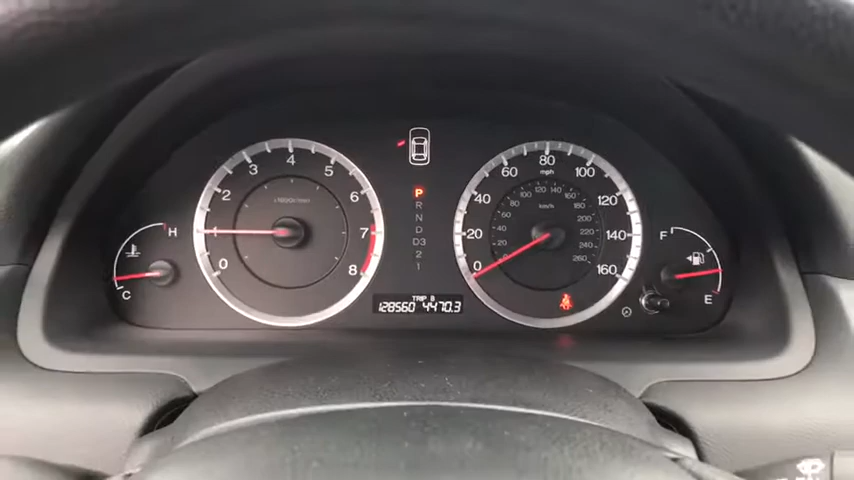 0 1 2 3 4 5 6 7 8
x1000r/min
H
C
P
R
N
D
D3
2
1
TRIP B
128560 4470.3
0 20 40 60 80 100 120 140 160
mph
20 40 60 80 100 120 140 160 180 200 220 240 260
km/h
F
E